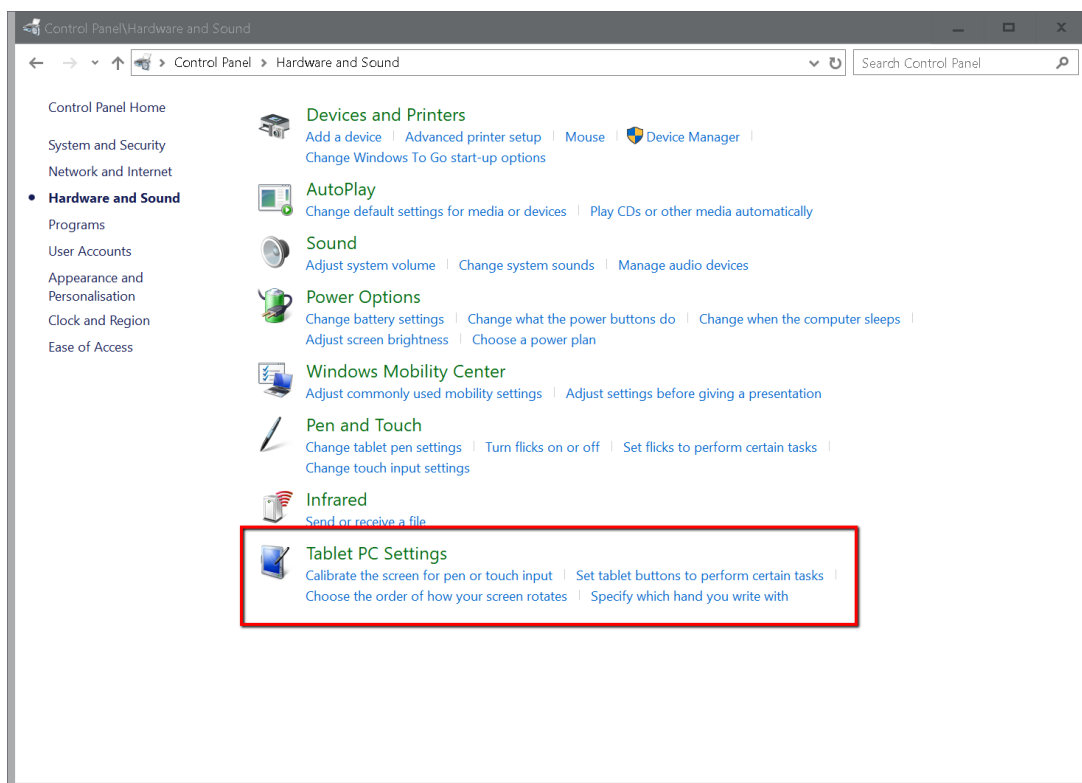 Control Panel\Hardware and Sound
Control Panel > Hardware and Sound
Search Control Panel
Control Panel Home
System and Security
Network and Internet
Hardware and Sound
Programs
User Accounts
Appearance and
Personalisation
Clock and Region
Ease of Access
Devices and Printers
Add a device Advanced printer setup Mouse Device Manager
Change Windows To Go start-up options
AutoPlay
Change default settings for media or devices Play CDs or other media automatically
Sound
Adjust system volume Change system sounds Manage audio devices
Power Options
Change battery settings Change what the power buttons do Change when the computer sleeps
Adjust screen brightness Choose a power plan
Windows Mobility Center
Adjust commonly used mobility settings Adjust settings before giving a presentation
Pen and Touch
Change tablet pen settings Turn flicks on or off Set flicks to perform certain tasks
Change touch input settings
Infrared
Send or receive a file
Tablet PC Settings
Calibrate the screen for pen or touch input Set tablet buttons to perform certain tasks
Choose the order of how your screen rotates Specify which hand you write with